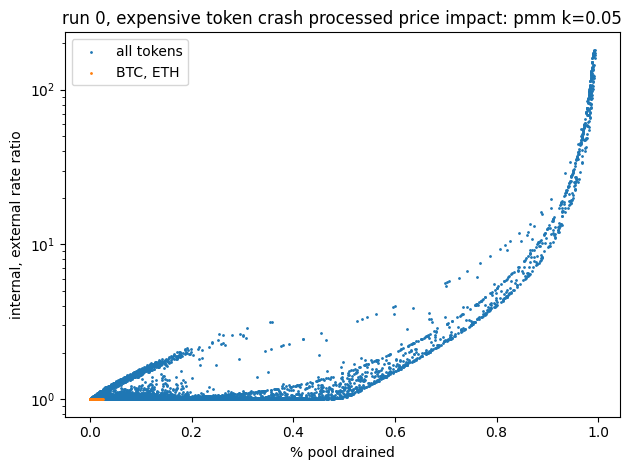 run 0, expensive token crash processed price impact: pmm k=0.05
all tokens
BTC, ETH
internal, external rate ratio
10²
10¹
10⁰
0.0 0.2 0.4 0.6 0.8 1.0
% pool drained